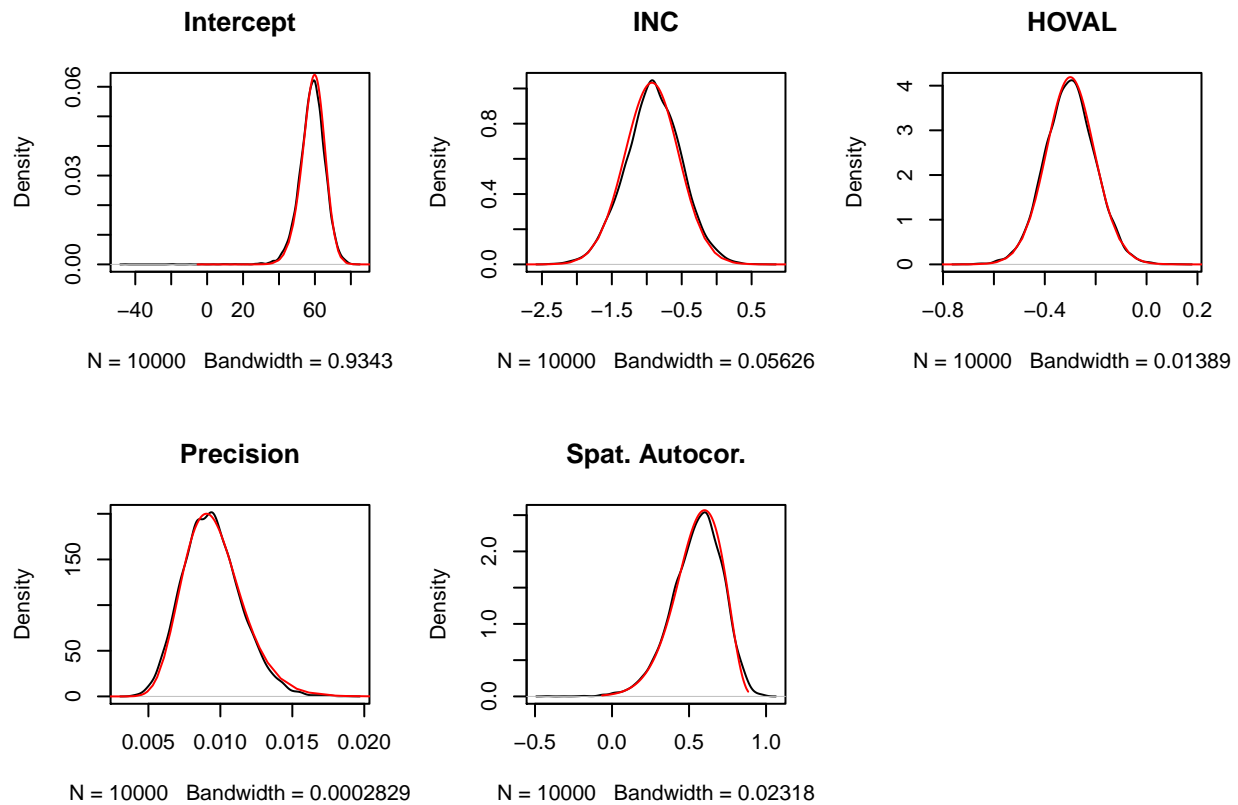 Intercept
Density
0.00 0.03 0.06
−40 0 20 60
N = 10000 Bandwidth = 0.9343
INC
Density
0.0 0.4 0.8
−2.5 −1.5 −0.5 0.5
N = 10000 Bandwidth = 0.05626
HOVAL
Density
0 1 2 3 4
−0.8 −0.4 0.0 0.2
N = 10000 Bandwidth = 0.01389
Precision
Density
0 50 150
0.005 0.010 0.015 0.020
N = 10000 Bandwidth = 0.0002829
Spat. Autocor.
Density
0.0 1.0 2.0
−0.5 0.0 0.5 1.0
N = 10000 Bandwidth = 0.02318